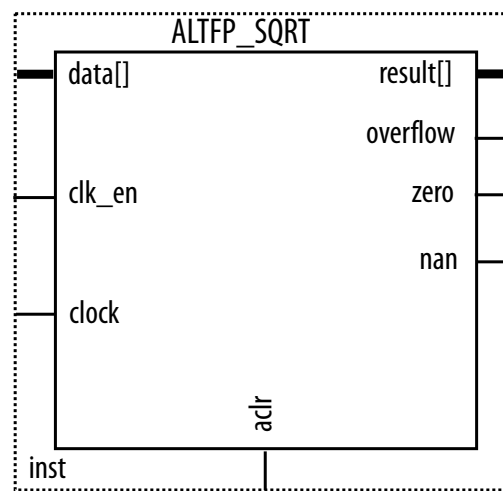 ALTFP_SQRT
data[]
result[]
overflow
clk_en
zero
nan
clock
aclr
inst